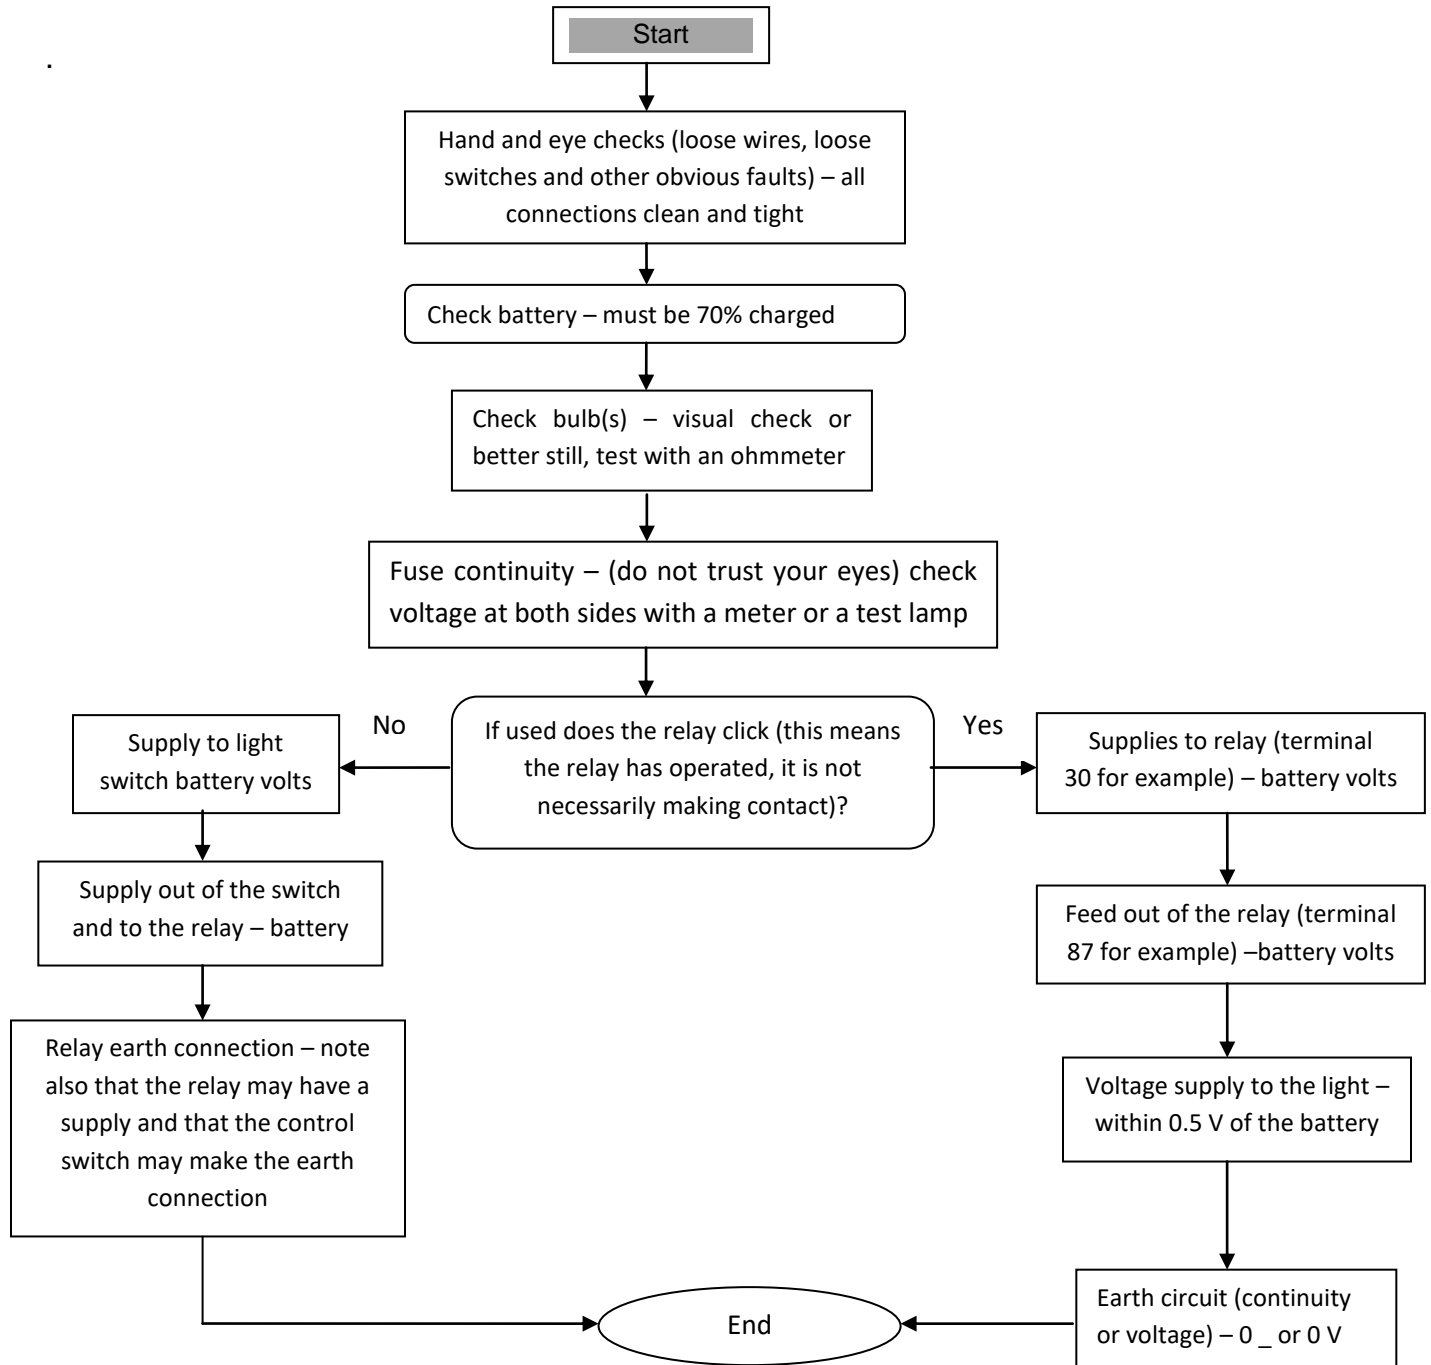 Start
.
Hand and eye checks (loose wires, loose
switches and other obvious faults) – all
connections clean and tight
Check battery – must be 70% charged
Check bulb(s) – visual check or
better still, test with an ohmmeter
Fuse continuity – (do not trust your eyes) check
voltage at both sides with a meter or a test lamp
If used does the relay click (this means
the relay has operated, it is not
necessarily making contact)?
No
Supply to light
switch battery volts
Supply out of the switch
and to the relay – battery
Relay earth connection – note
also that the relay may have a
supply and that the control
switch may make the earth
connection
Yes
Supplies to relay (terminal
30 for example) – battery volts
Feed out of the relay (terminal
87 for example) –battery volts
Voltage supply to the light –
within 0.5 V of the battery
Earth circuit (continuity
or voltage) – 0 _ or 0 V
End